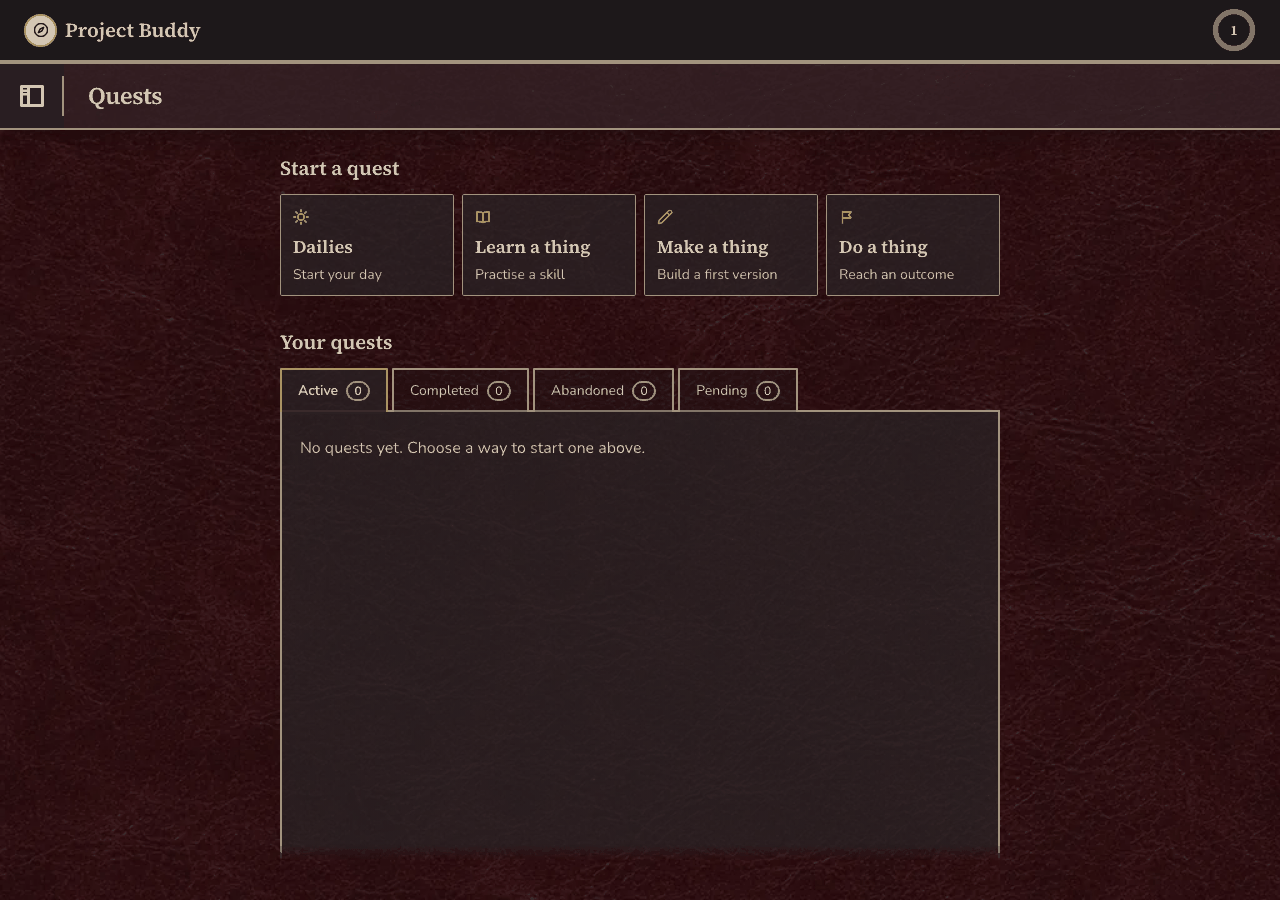 Project Buddy
1
Quests
Start a quest
Dailies
Start your day
Learn a thing
Practise a skill
Make a thing
Build a first version
Do a thing
Reach an outcome
Your quests
Active 0
Completed 0
Abandoned 0
Pending 0
No quests yet. Choose a way to start one above.